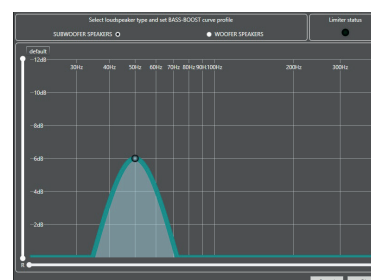 Select loudspeaker type and set BASS-BOOST curve profile
Limiter status
SUBWOOFER SPEAKERS
WOOFER SPEAKERS
default
-12dB
30Hz 40Hz 50Hz 60Hz 70Hz 80Hz 90H 100Hz 200Hz 300Hz
-10dB
-8dB
-6dB
-4dB
-2dB
R